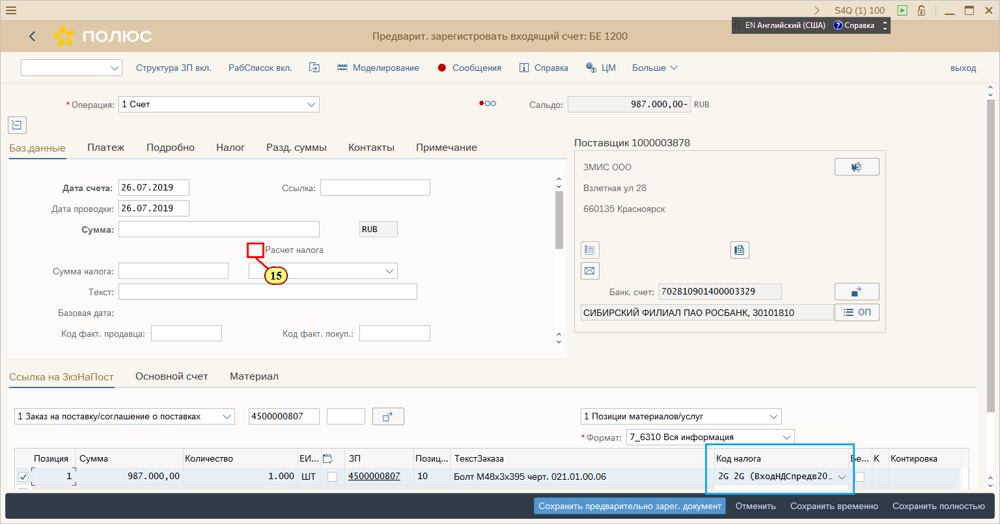 S4Q (1) 100
EN Английский (США) Справка
ПОЛЮС
Предварит. зарегистровать входящий счет: БЕ 1200
Структура ЗП вкл. РабСписок вкл. Моделирование Сообщения Справка ЦМ Больше выход
* Операция: 1 Счет Сальдо: 987.000,00- RUB
Баз.данные Платеж Подробно Налог Разд. суммы Контакты Примечание
Поставщик 1000003878
ЗМИС ООО
Взлетная ул 28
660135 Красноярск
Дата счета: 26.07.2019 Ссылка:
Дата проводки: 26.07.2019
Сумма: RUB
Расчет налога
15
Сумма налога:
Текст:
Базовая дата:
Код факт. продавца: Код факт. покуп.:
Банк. счет: 702810901400003329
СИБИРСКИЙ ФИЛИАЛ ПАО РОСБАНК, 30101810 ОП
Ссылка на ЗкзНаПост Основной счет Материал
1 Заказ на поставку/соглашение о поставках 4500000807 1 Позиции материалов/услуг
* Формат: 7_6310 Вся информация
Позиция Сумма Количество ЕИ... ЗП Позиц... ТекстЗаказа Код налога Бе... К Контировка
1 987.000,00 1.000 ШТ 4500000807 10 Болт М48х3х395 черт. 021.01.00.06 2G 2G (ВходНДСпредв20...
Сохранить предварительно зарег. документ Отменить Сохранить временно Сохранить полностью